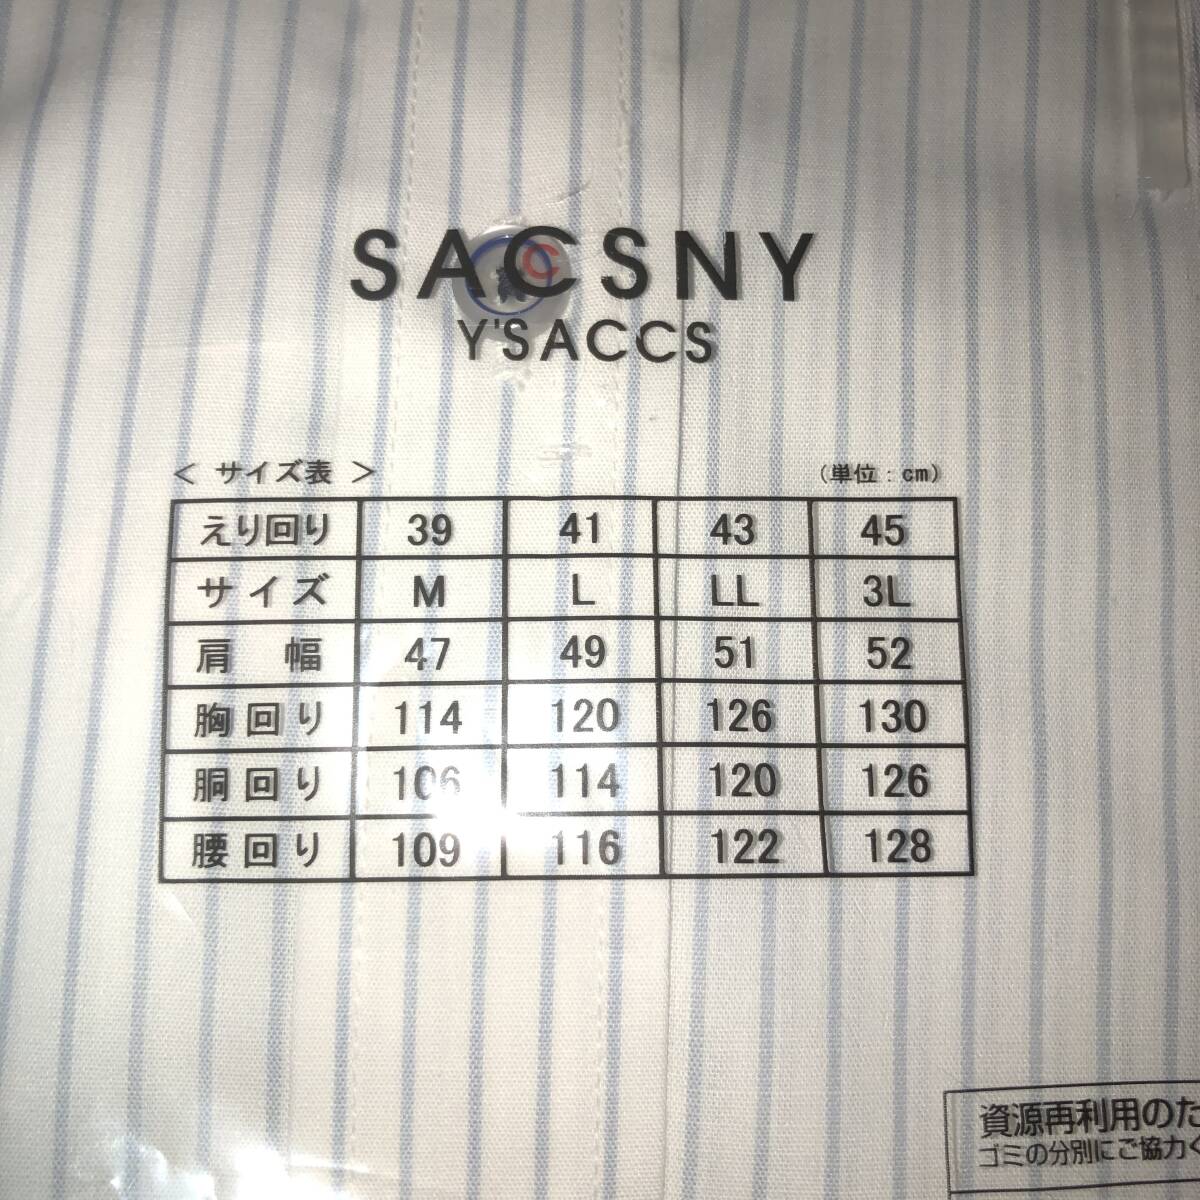 SACSNY
Y'SACCS
＜ サイズ表 ＞ (単位：cm)
えり回り 39 41 43 45
サイズ M L LL 3L
肩幅 47 49 51 52
胸回り 114 120 126 130
胴回り 106 114 120 126
腰回り 109 116 122 128
資源再利用のた
ゴミの分別にご協力く